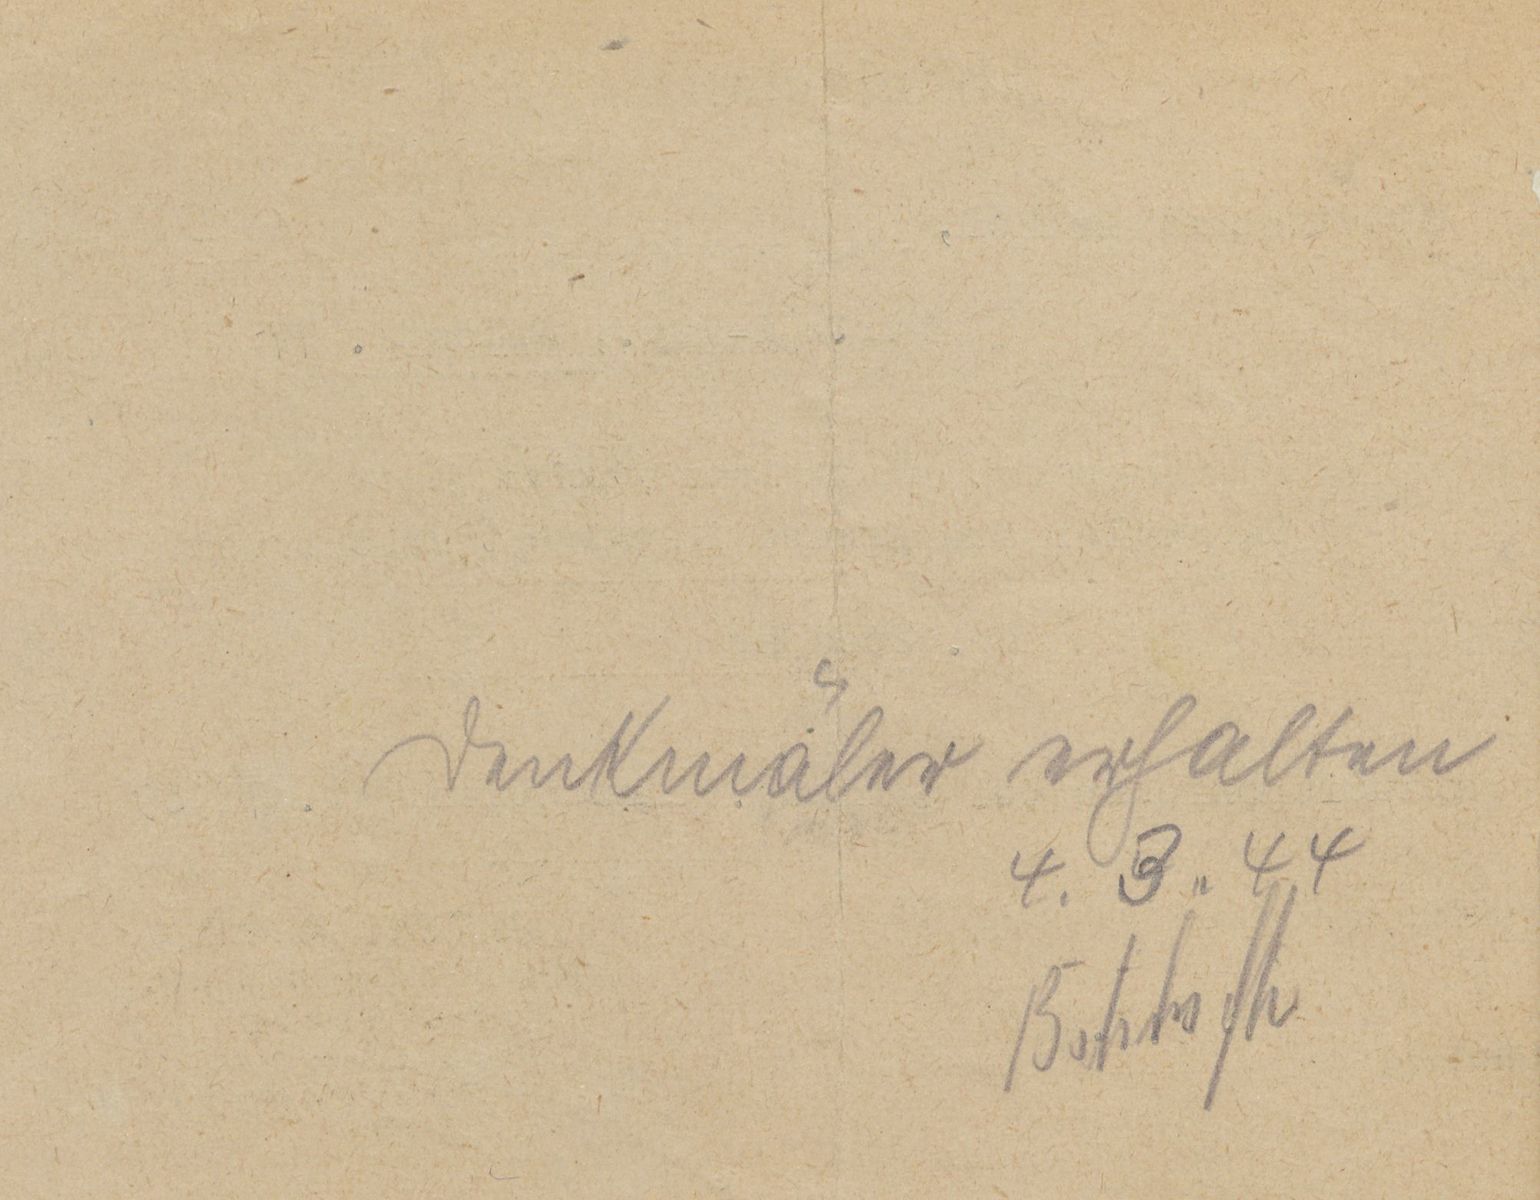 Denkmäler erhalten
4. 3. 44